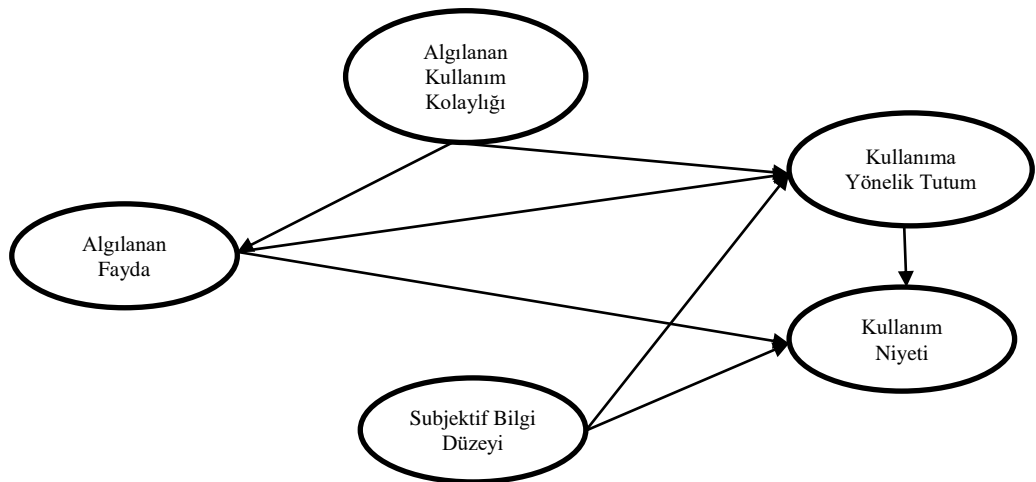 Algılanan
Kullanım
Kolaylığı
Kullanıma
Yönelik Tutum
Algılanan
Fayda
Kullanım
Niyeti
Subjektif Bilgi
Düzeyi